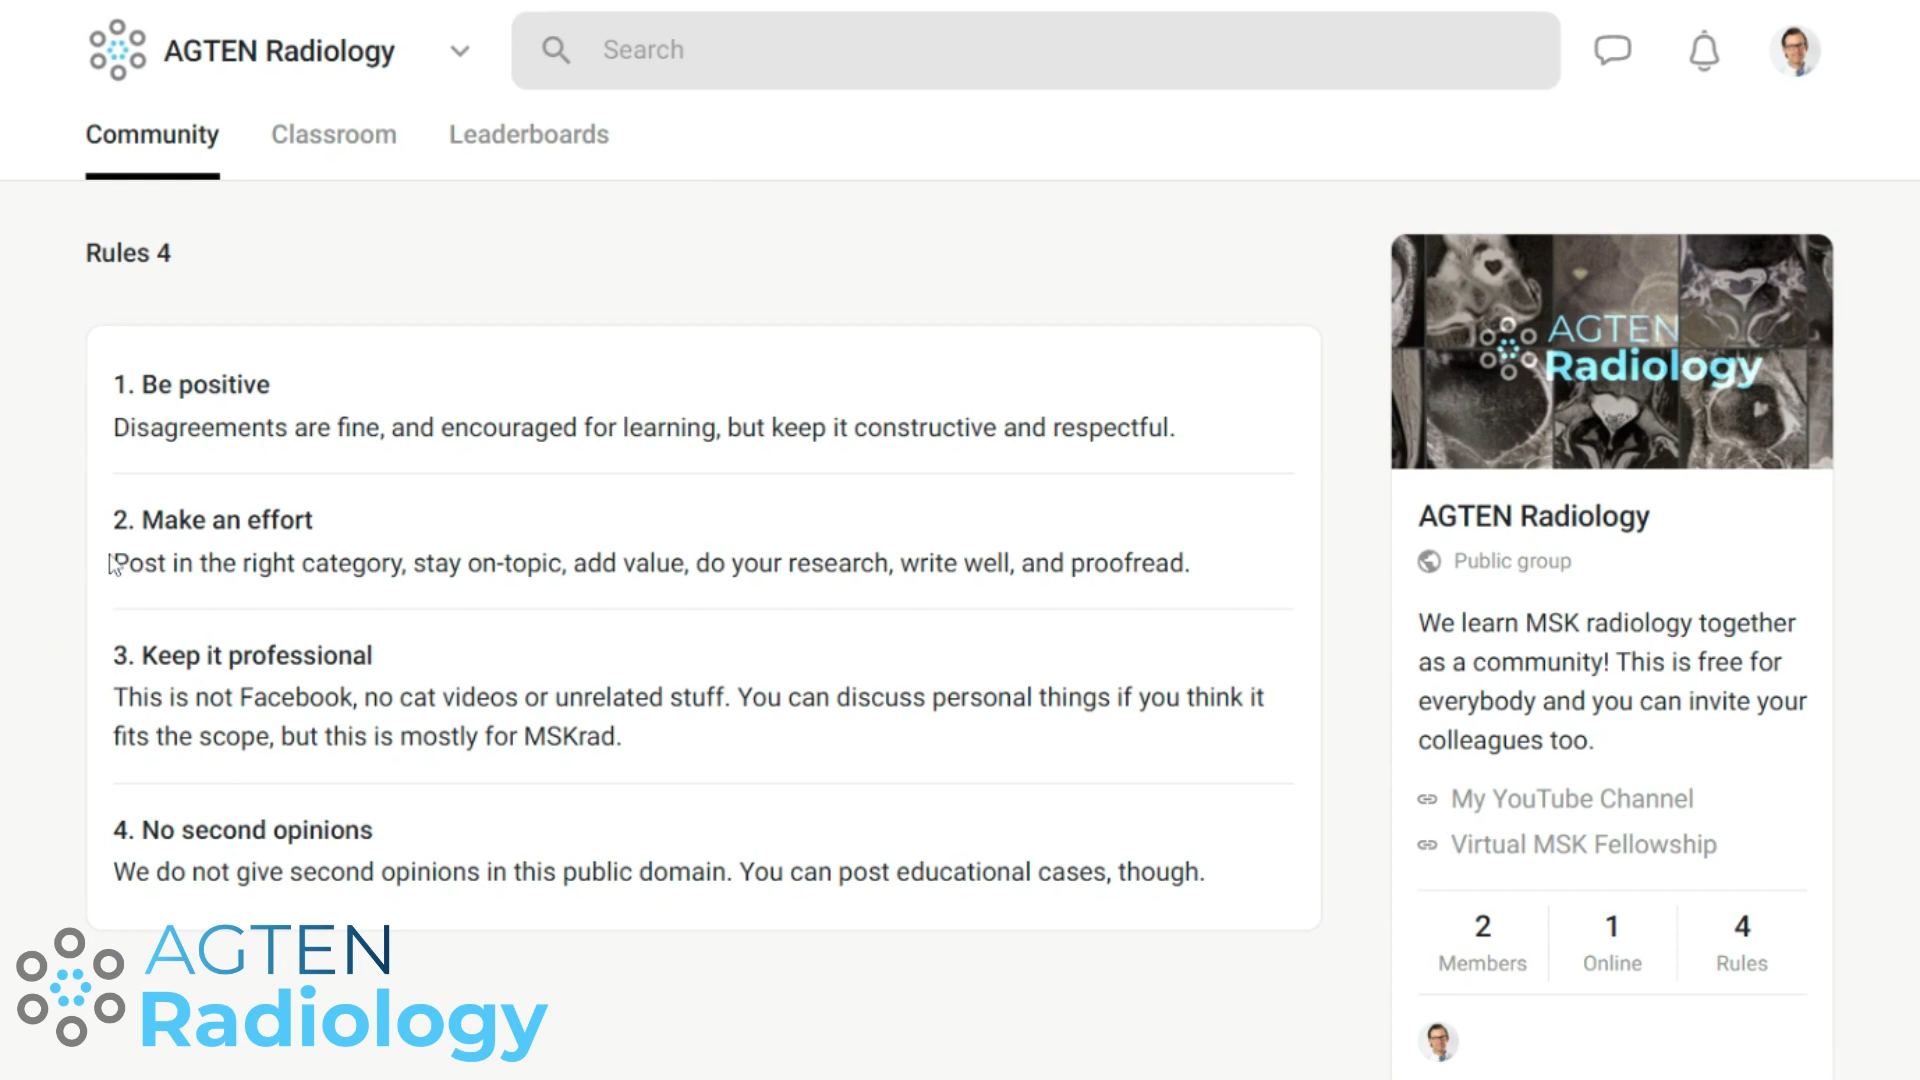 AGTEN Radiology
Search
Community
Classroom
Leaderboards
Rules 4
1. Be positive
Disagreements are fine, and encouraged for learning, but keep it constructive and respectful.
2. Make an effort
Post in the right category, stay on-topic, add value, do your research, write well, and proofread.
3. Keep it professional
This is not Facebook, no cat videos or unrelated stuff. You can discuss personal things if you think it
fits the scope, but this is mostly for MSKrad.
4. No second opinions
We do not give second opinions in this public domain. You can post educational cases, though.
AGTEN
Radiology
AGTEN Radiology
Public group
We learn MSK radiology together
as a community! This is free for
everybody and you can invite your
colleagues too.
My YouTube Channel
Virtual MSK Fellowship
2
Members
1
Online
4
Rules
AGTEN
Radiology